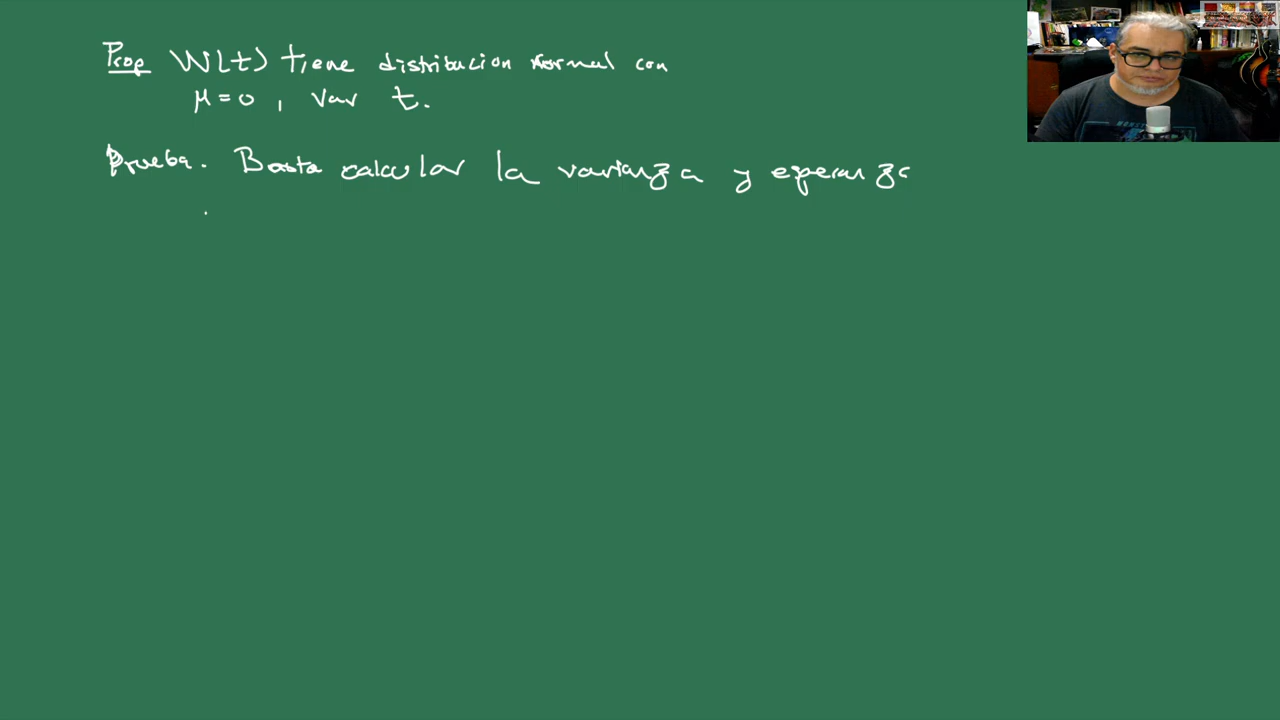 Prop W(t) tiene distribucion normal con
μ=0, Var t.
Prueba. Basta calcular la varianza y esperanza